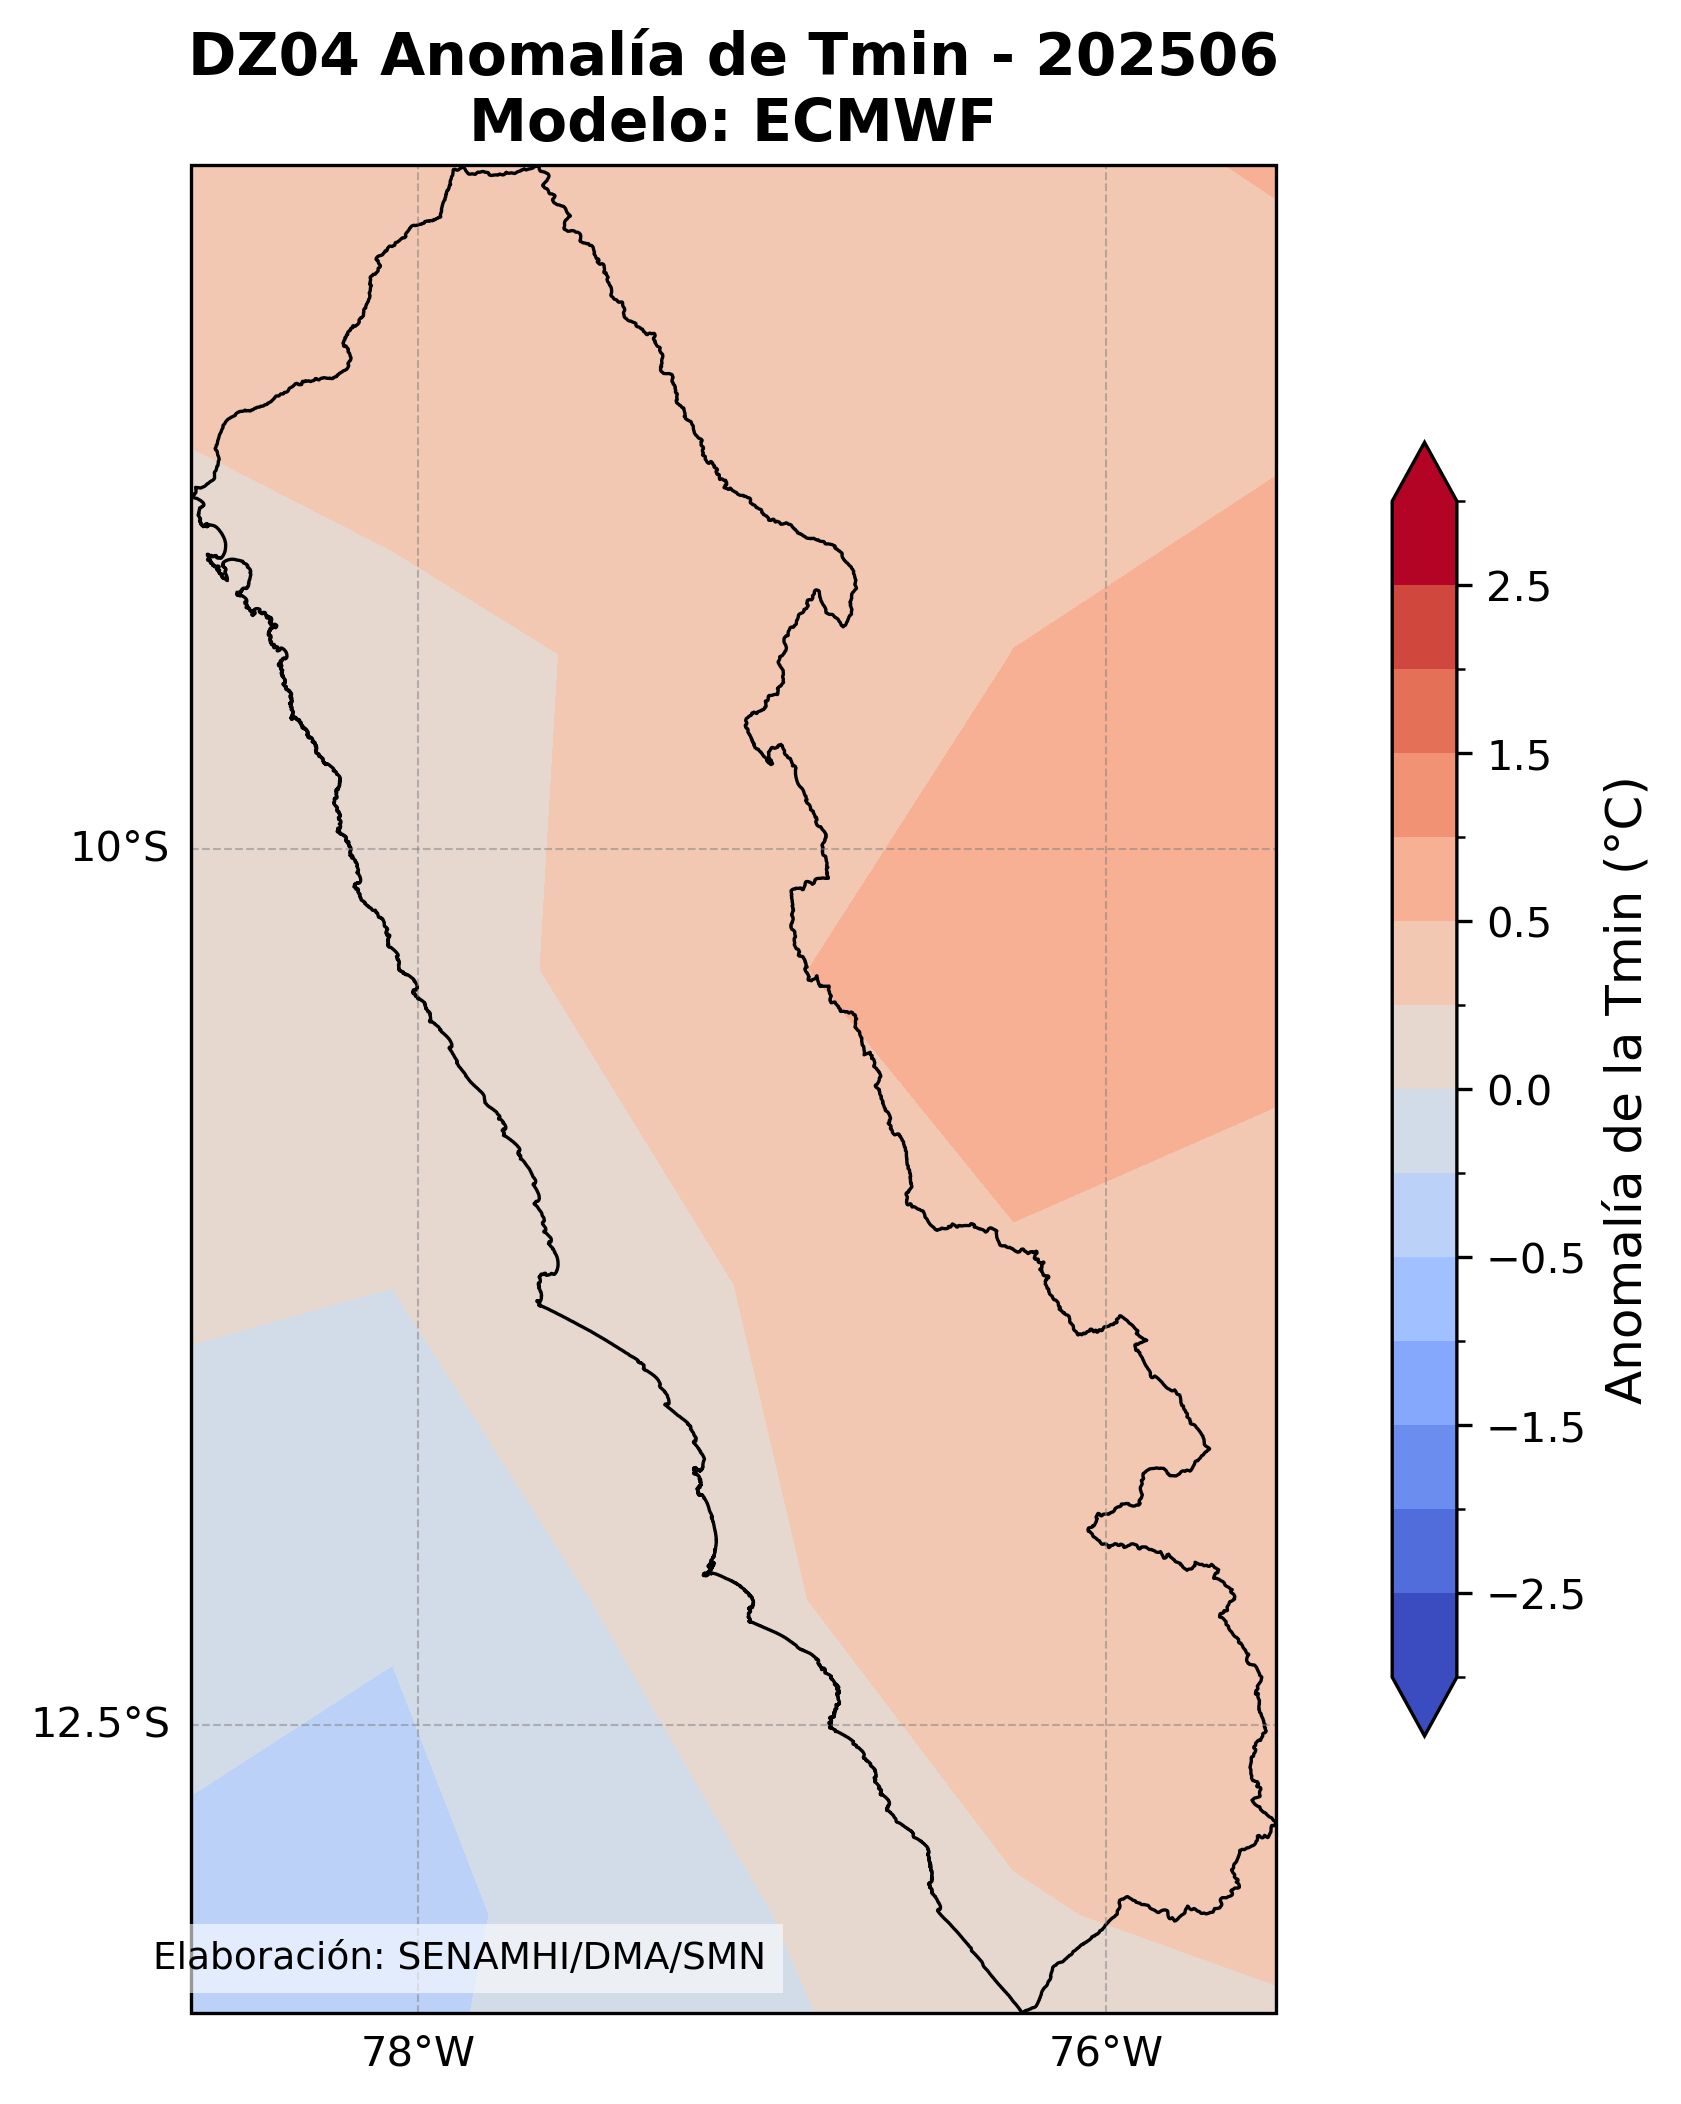 DZ04 Anomalía de Tmin - 202506
Modelo: ECMWF
10°S
12.5°S
78°W
76°W
Elaboración: SENAMHI/DMA/SMN
2.5
1.5
0.5
0.0
−0.5
−1.5
−2.5
Anomalía de la Tmin (°C)